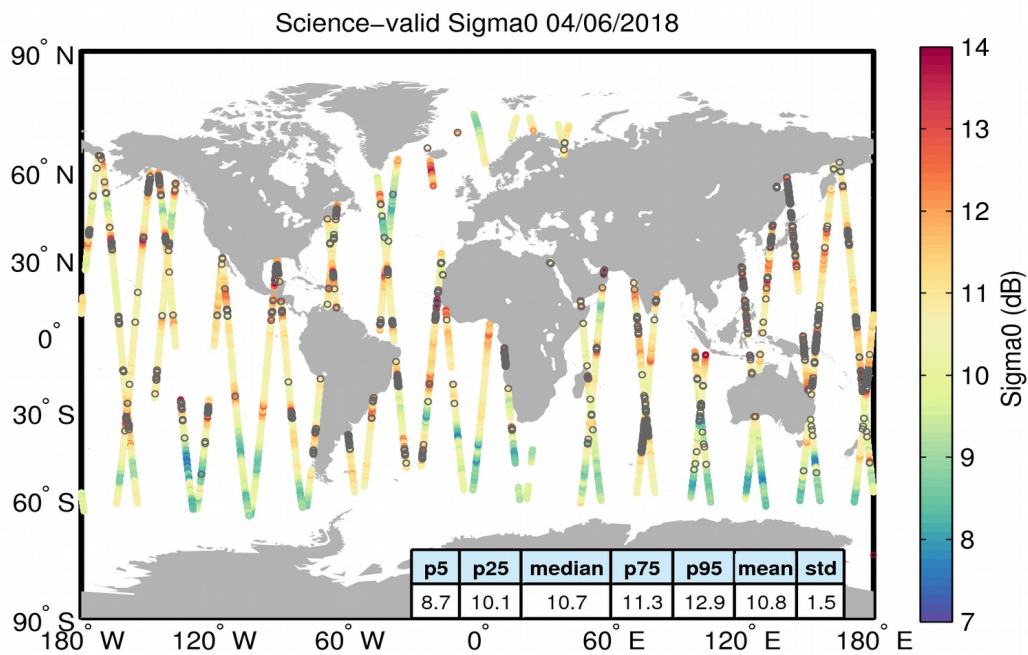 Science−valid Sigma0 04/06/2018
90° N
60° N
30° N
0°
30° S
60° S
90° S
180° W
120° W
60° W
0°
60° E
120° E
180° E
p5 p25 median p75 p95 mean std
8.7 10.1 10.7 11.3 12.9 10.8 1.5
14
13
12
11
10
9
8
7
Sigma0 (dB)